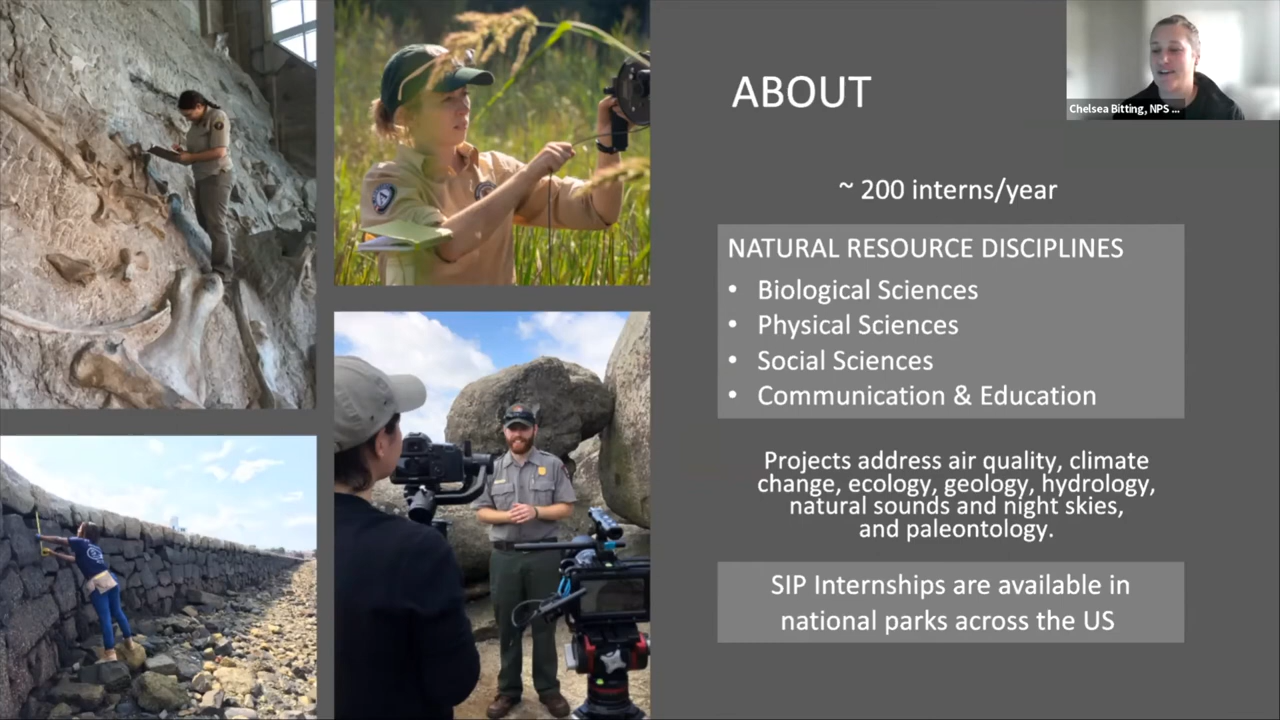 ABOUT
Chelsea Bitting, NPS ...
~ 200 interns/year
NATURAL RESOURCE DISCIPLINES
• Biological Sciences
• Physical Sciences
• Social Sciences
• Communication & Education
Projects address air quality, climate
change, ecology, geology, hydrology,
natural sounds and night skies,
and paleontology.
SIP Internships are available in
national parks across the US